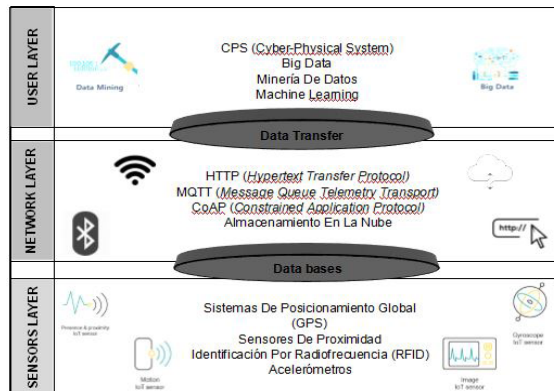 USER LAYER
CPS (Cyber-Physical System)
Big Data
Minería De Datos
Machine Learning
Data Mining
Big Data
Data Transfer
NETWORK LAYER
HTTP (Hypertext Transfer Protocol)
MQTT (Message Queue Telemetry Transport)
CoAP (Constrained Application Protocol)
Almacenamiento En La Nube
http://
Data bases
SENSORS LAYER
Sistemas De Posicionamiento Global
(GPS)
Sensores De Proximidad
Identificación Por Radiofrecuencia (RFID)
Acelerómetros
Presence & proximity
IoT sensor
Motion
IoT sensor
Gyroscope
IoT sensor
Image
IoT sensor